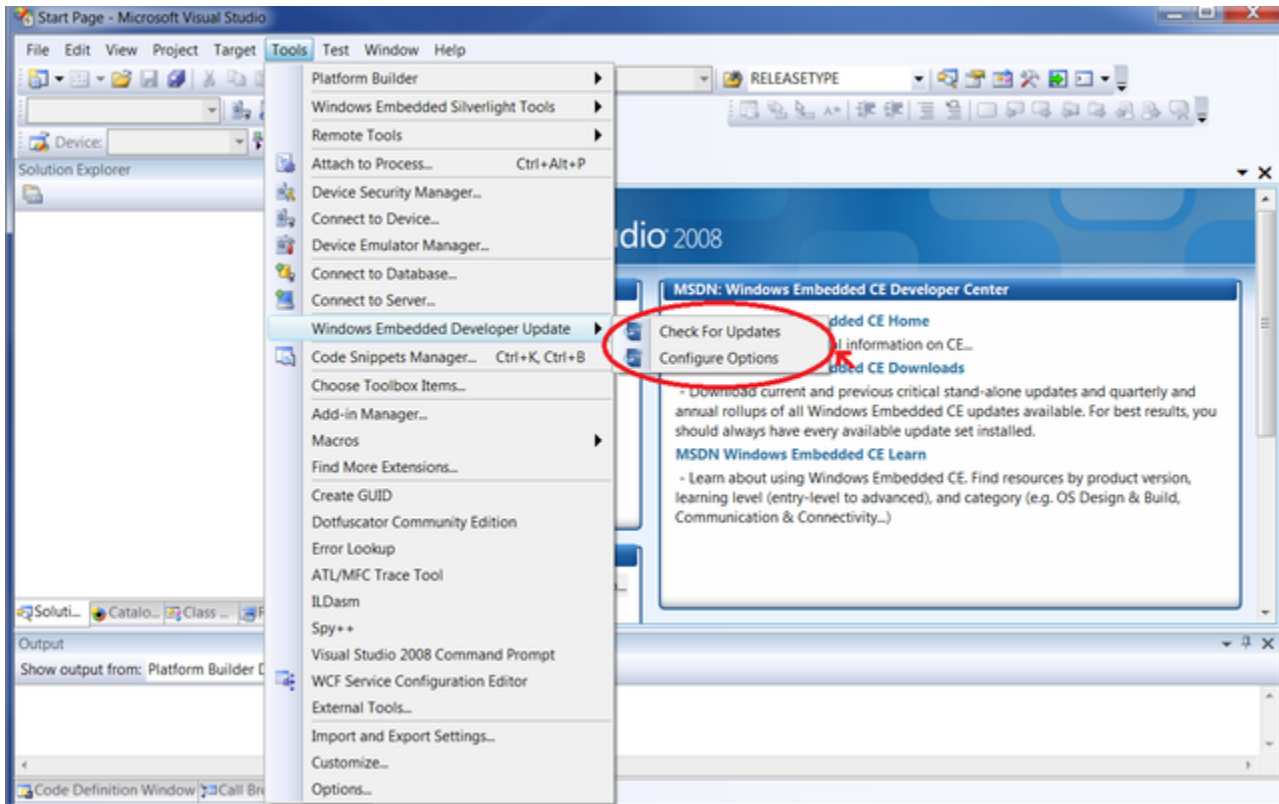 Start Page - Microsoft Visual Studio
File Edit View Project Target Tools Test Window Help
RELEASETYPE
Device:
Solution Explorer
Platform Builder
Windows Embedded Silverlight Tools
Remote Tools
Attach to Process... Ctrl+Alt+P
Device Security Manager...
Connect to Device...
Device Emulator Manager...
Connect to Database...
Connect to Server...
Windows Embedded Developer Update
Code Snippets Manager... Ctrl+K, Ctrl+B
Choose Toolbox Items...
Add-in Manager...
Macros
Find More Extensions...
Create GUID
Dotfuscator Community Edition
Error Lookup
ATL/MFC Trace Tool
ILDasm
Spy++
Visual Studio 2008 Command Prompt
WCF Service Configuration Editor
External Tools...
Import and Export Settings...
Customize...
Options...
Check For Updates
Configure Options
dio 2008
MSDN: Windows Embedded CE Developer Center
dded CE Home
information on CE...
dded CE Downloads
- Download current and previous critical stand-alone updates and quarterly and
annual rollups of all Windows Embedded CE updates available. For best results, you
should always have every available update set installed.
MSDN Windows Embedded CE Learn
- Learn about using Windows Embedded CE. Find resources by product version,
learning level (entry-level to advanced), and category (e.g. OS Design & Build,
Communication & Connectivity...)
Soluti... Catalo... Class ...
Output
Show output from: Platform Builder
Code Definition Window Call Br